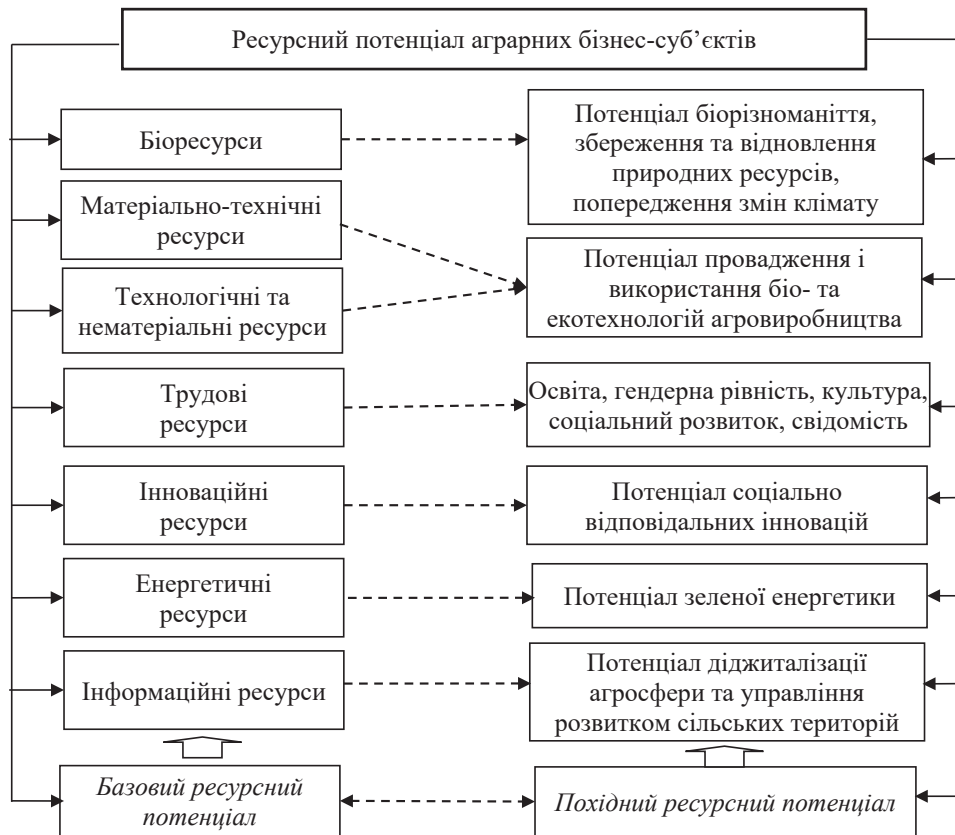 Ресурсний потенціал аграрних бізнес-суб’єктів
Біоресурси
Потенціал біорізноманіття,
збереження та відновлення
природних ресурсів,
попередження змін клімату
Матеріально-технічні
ресурси
Технологічні та
нематеріальні ресурси
Потенціал провадження і
використання біо- та
екотехнологій агровиробництва
Трудові
ресурси
Освіта, гендерна рівність, культура,
соціальний розвиток, свідомість
Інноваційні
ресурси
Потенціал соціально
відповідальних інновацій
Енергетичні
ресурси
Потенціал зеленої енергетики
Інформаційні ресурси
Потенціал діджиталізації
агросфери та управління
розвитком сільських територій
Базовий ресурсний
потенціал
Похідний ресурсний потенціал